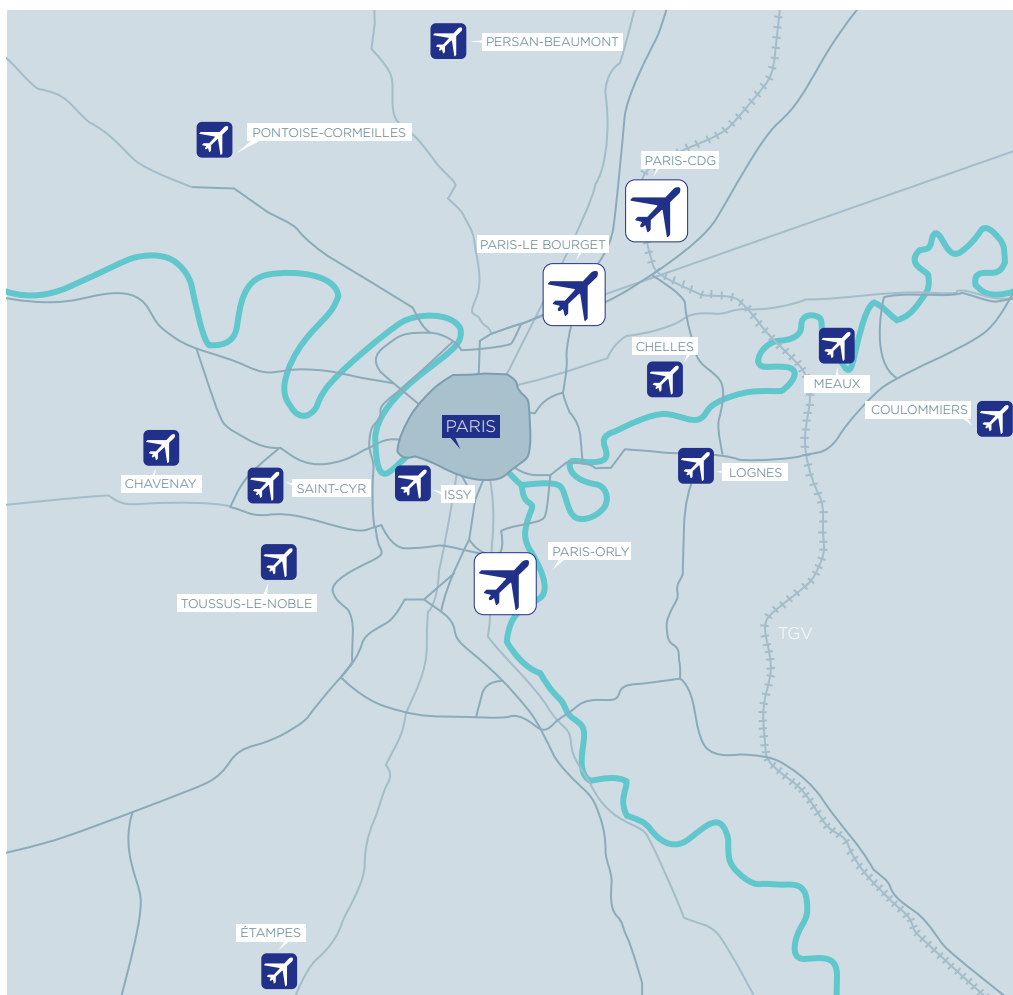 PERSAN-BEAUMONT
PONTOISE-CORMEILLES
PARIS-CDG
PARIS-LE BOURGET
CHELLES
MEAUX
COULOMMIERS
PARIS
CHAVENAY
SAINT-CYR
ISSY
LOGNES
PARIS-ORLY
TOUSSUS-LE-NOBLE
TGV
ÉTAMPES